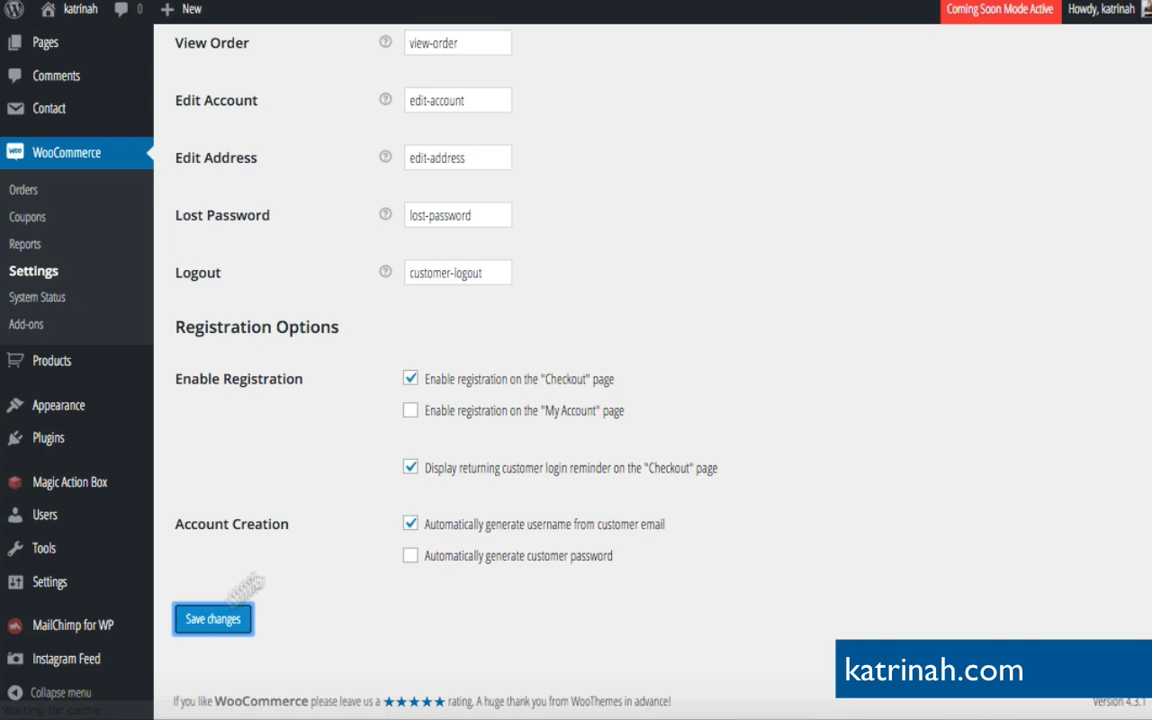 katrinah 0 New Coming Soon Mode Active Howdy, katrinah
Pages
Comments
Contact
WooCommerce
Orders
Coupons
Reports
Settings
System Status
Add-ons
Products
Appearance
Plugins
Magic Action Box
Users
Tools
Settings
MailChimp for WP
Instagram Feed
Collapse menu
Waiting for cache...
View Order view-order
Edit Account edit-account
Edit Address edit-address
Lost Password lost-password
Logout customer-logout
Registration Options
Enable Registration Enable registration on the "Checkout" page
Enable registration on the "My Account" page
Display returning customer login reminder on the "Checkout" page
Account Creation Automatically generate username from customer email
Automatically generate customer password
Save changes
katrinah.com
If you like WooCommerce please leave us a ★★★★★ rating. A huge thank you from WooThemes in advance! Version 4.3.1